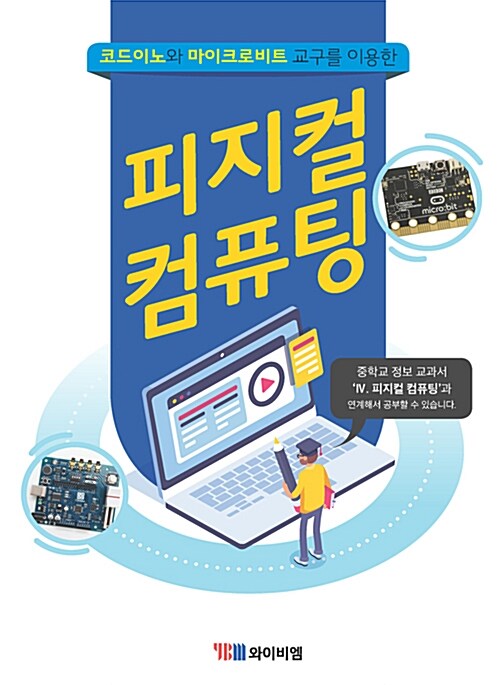 코드이노와 마이크로비트 교구를 이용한
피지컬
컴퓨팅
micro:bit
중학교 정보 교과서
'Ⅳ. 피지컬 컴퓨팅'과
연계해서 공부할 수 있습니다.
YBM 와이비엠